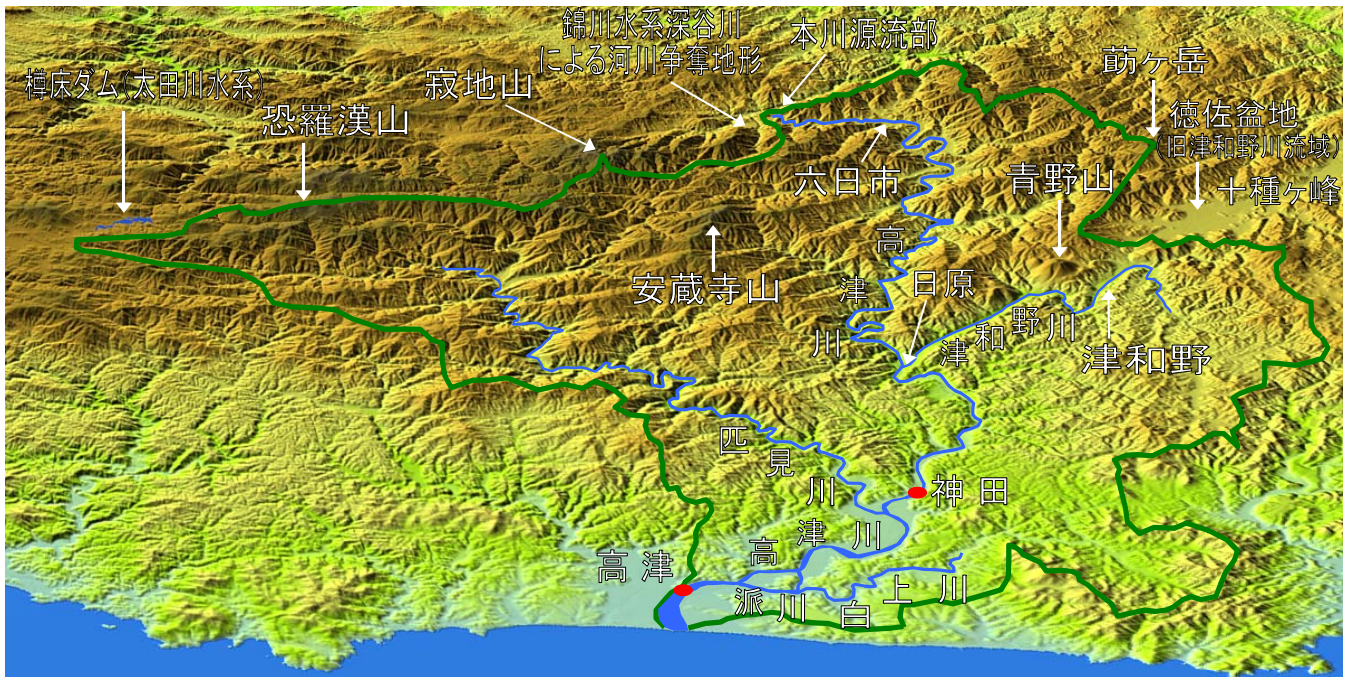 錦川水系深谷川
による河川争奪地形
本川源流部
莇ヶ岳
樽床ダム(太田川水系)
寂地山
恐羅漢山
徳佐盆地
(旧津和野川流域)
六日市
青野山
十種ヶ峰
安蔵寺山
高津川
日原
津和野川
津和野
匹見川
神田
高津川
高津
派川
白上川